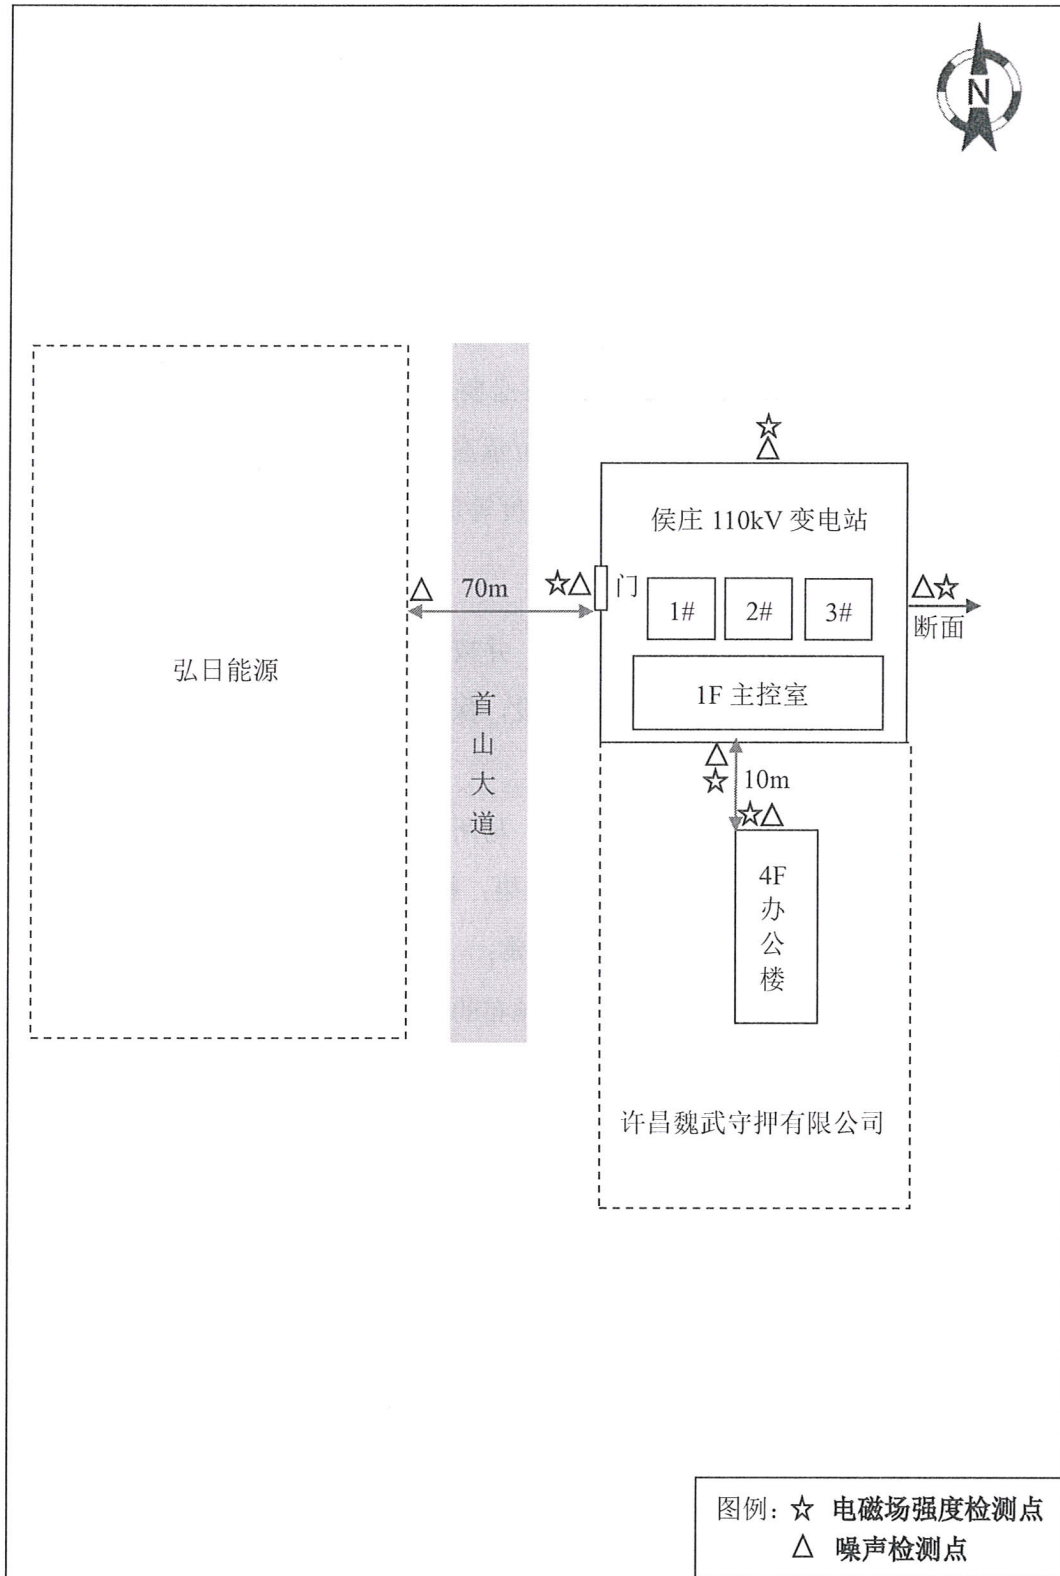 N
侯庄 110kV 变电站
70m
门
1#
2#
3#
断面
弘日能源
首山大道
1F 主控室
10m
4F办公楼
许昌魏武守押有限公司
图例：☆ 电磁场强度检测点
△ 噪声检测点